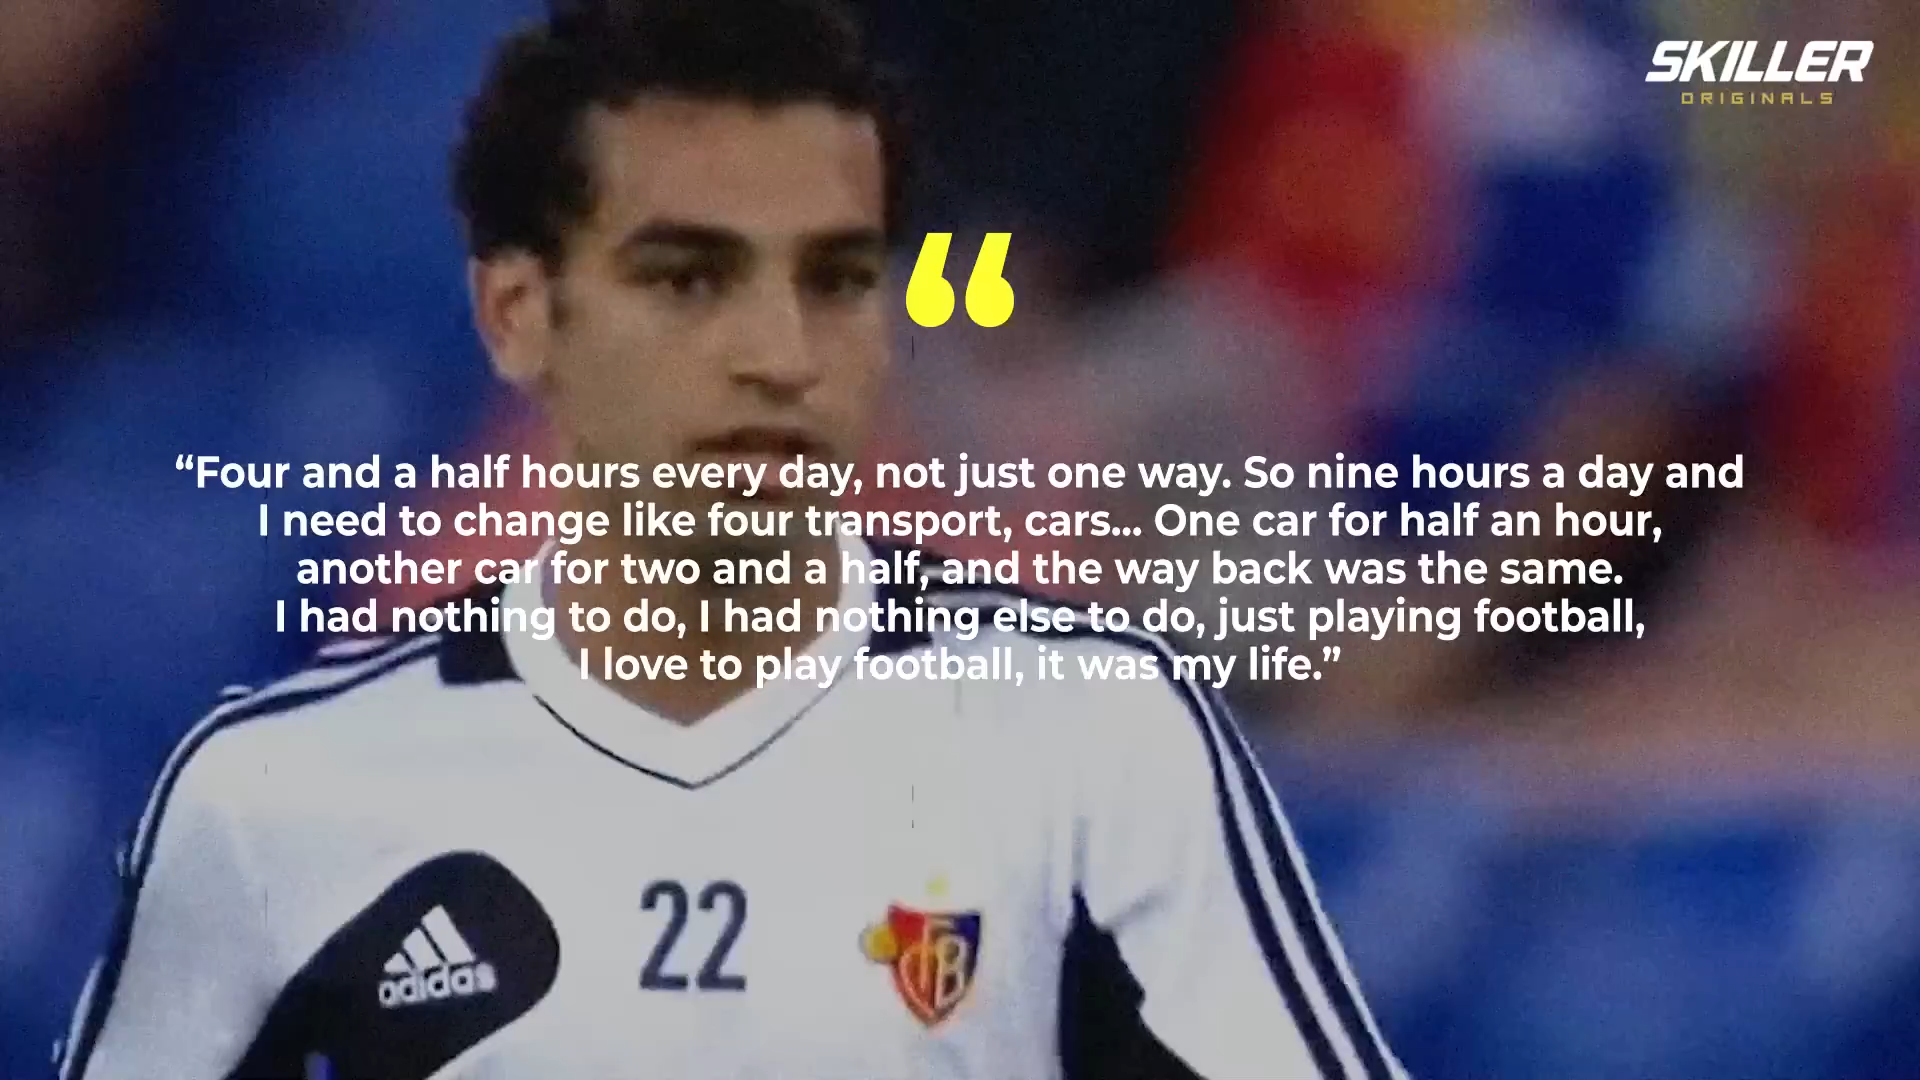 SKILLER
ORIGINALS
“
“Four and a half hours every day, not just one way. So nine hours a day and
I need to change like four transport, cars... One car for half an hour,
another car for two and a half, and the way back was the same.
I had nothing to do, I had nothing else to do, just playing football,
I love to play football, it was my life.”
adidas
22
FCB